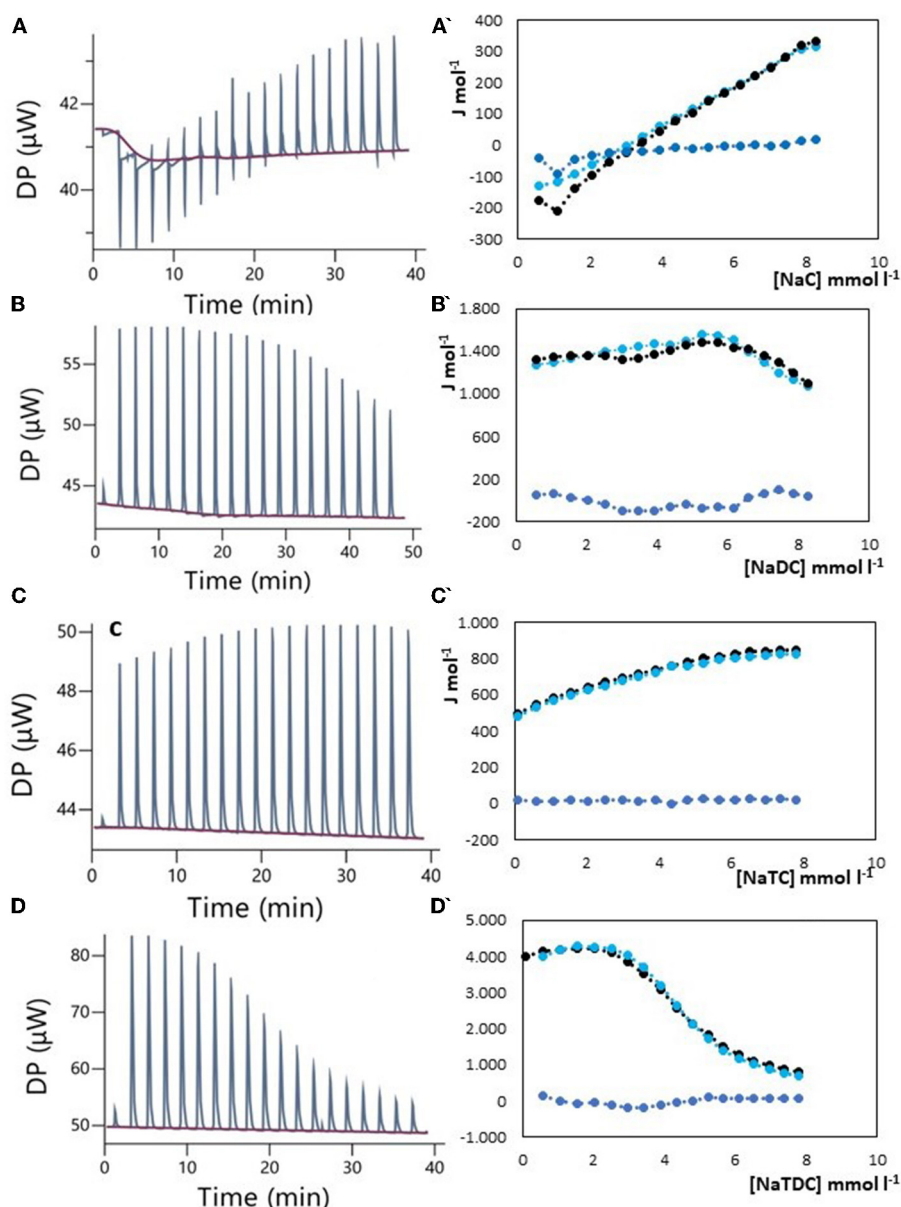 A
DP (µW)
42
40
0 10 20 30 40
Time (min)
A`
J mol-1
400
300
200
100
0
-100
-200
-300
0 2 4 6 8 10
[NaC] mmol l-1
B
DP (µW)
55
50
45
0 10 20 30 40 50
Time (min)
B`
J mol-1
1.800
1.400
1.000
600
200
-200
0 2 4 6 8 10
[NaDC] mmol l-1
C
C
DP (µW)
50
48
46
44
0 10 20 30 40
Time (min)
C`
J mol-1
1.000
800
600
400
200
0
-200
0 2 4 6 8 10
[NaTC] mmol l-1
D
DP (µW)
80
70
60
50
0 10 20 30 40
Time (min)
D`
J mol-1
5.000
4.000
3.000
2.000
1.000
0
-1.000
0 2 4 6 8 10
[NaTDC] mmol l-1